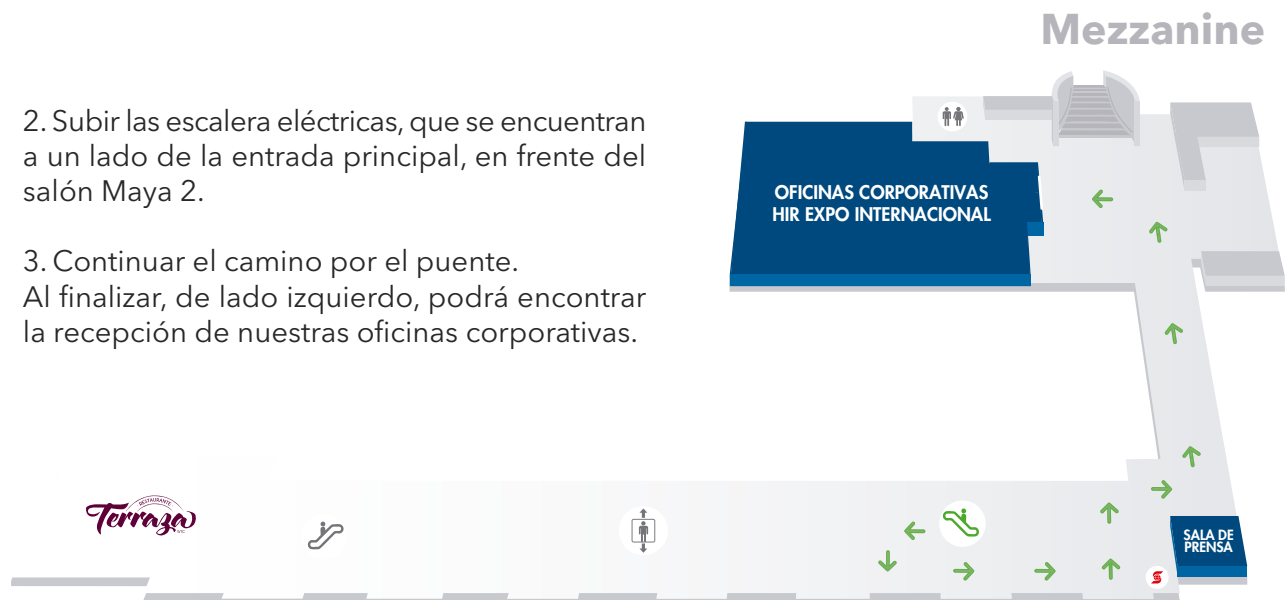 Mezzanine
2. Subir las escalera eléctricas, que se encuentran
a un lado de la entrada principal, en frente del
salón Maya 2.
3. Continuar el camino por el puente.
Al finalizar, de lado izquierdo, podrá encontrar
la recepción de nuestras oficinas corporativas.
OFICINAS CORPORATIVAS
HIR EXPO INTERNACIONAL
RESTAURANTE
Terraza
WTC
SALA DE
PRENSA